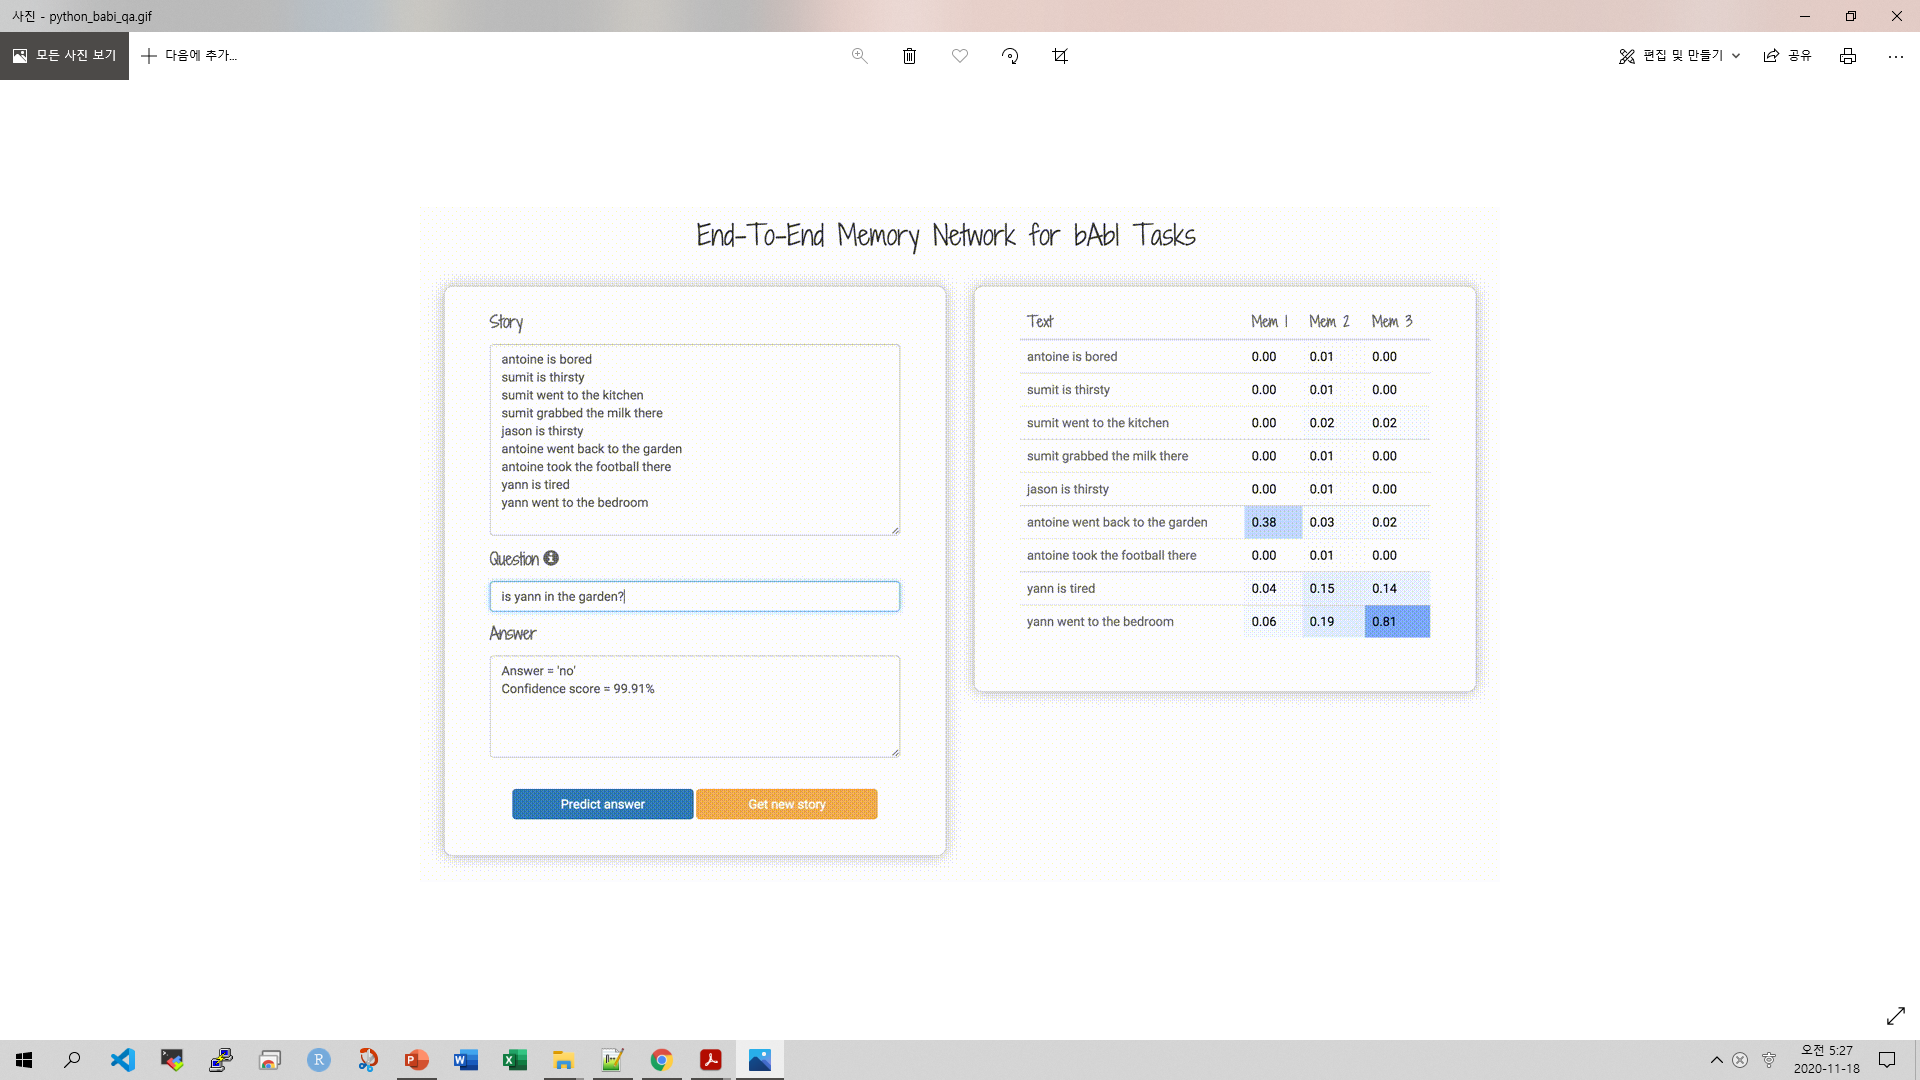 사진 - python_babi_qa.gif
모든 사진 보기
다음에 추가...
편집 및 만들기
공유
End-To-End Memory Network for bAbI Tasks
Story
antoine is bored
sumit is thirsty
sumit went to the kitchen
sumit grabbed the milk there
jason is thirsty
antoine went back to the garden
antoine took the football there
yann is tired
yann went to the bedroom
Question
is yann in the garden?
Answer
Answer = 'no'
Confidence score = 99.91%
Predict answer
Get new story
Text Mem 1 Mem 2 Mem 3
antoine is bored 0.00 0.01 0.00
sumit is thirsty 0.00 0.01 0.00
sumit went to the kitchen 0.00 0.02 0.02
sumit grabbed the milk there 0.00 0.01 0.00
jason is thirsty 0.00 0.01 0.00
antoine went back to the garden 0.38 0.03 0.02
antoine took the football there 0.00 0.01 0.00
yann is tired 0.04 0.15 0.14
yann went to the bedroom 0.06 0.19 0.81
오전 5:27
2020-11-18